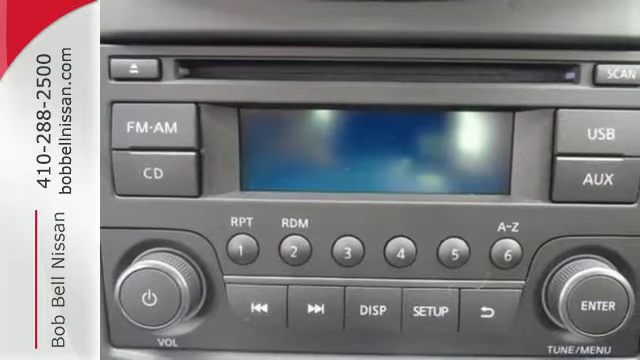 410-288-2500
bobbellnissan.com
Bob Bell Nissan
SCAN
FM·AM
USB
CD
AUX
RPT RDM A-Z
1 2 3 4 5 6
DISP SETUP ENTER
VOL
TUNE/MENU